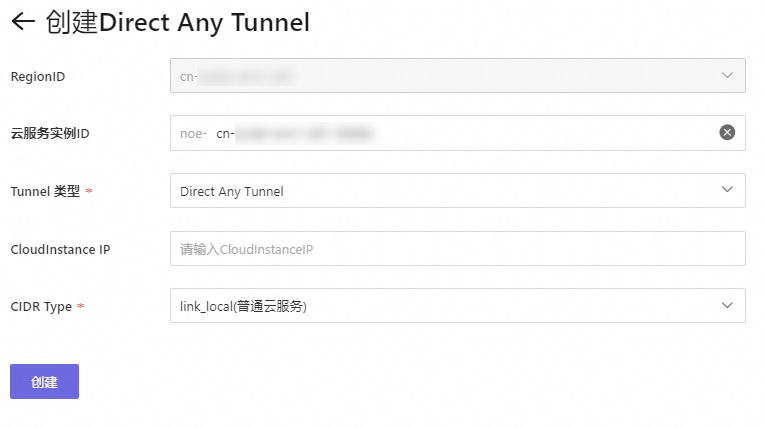 创建Direct Any Tunnel
RegionID
cn-
云服务实例ID
noe- cn-
Tunnel 类型 *
Direct Any Tunnel
CloudInstance IP
请输入CloudInstanceIP
CIDR Type *
link_local(普通云服务)
创建